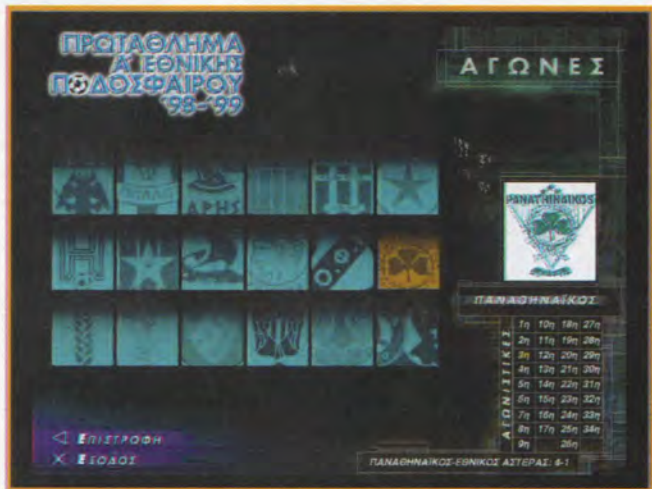 ΠΡΩΤΑΘΛΗΜΑ
Α' ΕΘΝΙΚΗΣ
ΠΟΔΟΣΦΑΙΡΟΥ
'98-'99
ΑΓΩΝΕΣ
ΑΡΗΣ
PANATHINAIKOS
ΠΑΝΑΘΗΝΑΪΚΟΣ
ΑΓΩΝΙΣΤΙΚΕΣ
1η 10η 18η 27η
2η 11η 19η 28η
3η 12η 20η 29η
4η 13η 21η 30η
5η 14η 22η 31η
6η 15η 23η 32η
7η 16η 24η 33η
8η 17η 25η 34η
9η 26η
ΕΠΙΣΤΡΟΦΗ
ΕΞΟΔΟΣ
ΠΑΝΑΘΗΝΑΪΚΟΣ-ΕΘΝΙΚΟΣ ΑΣΤΕΡΑΣ: 6-1